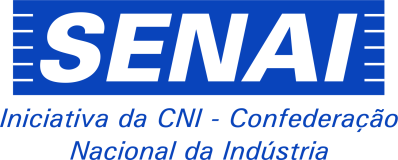 SENAI
Iniciativa da CNI - Confederação
Nacional da Indústria